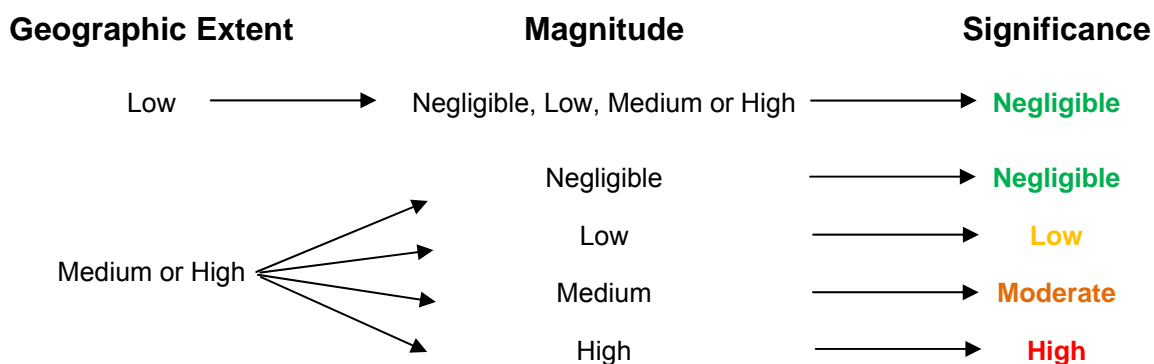 Geographic Extent Magnitude Significance
Low Negligible, Low, Medium or High Negligible
Negligible Negligible
Low Low
Medium or High
Medium Moderate
High High